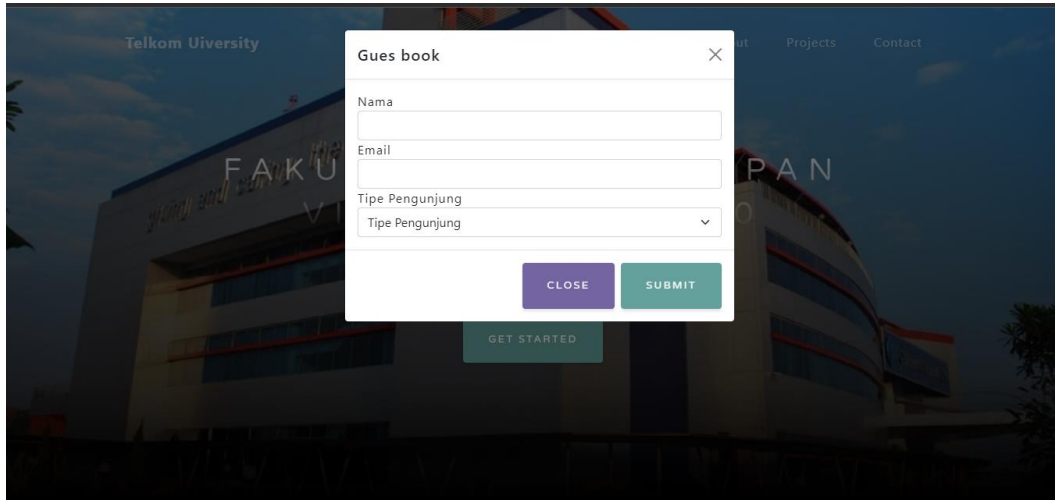 Telkom Uiversity
ut Projects Contact
Gues book
Nama
Email
Tipe Pengunjung
Tipe Pengunjung
FAKU PAN
VI O
CLOSE SUBMIT
GET STARTED